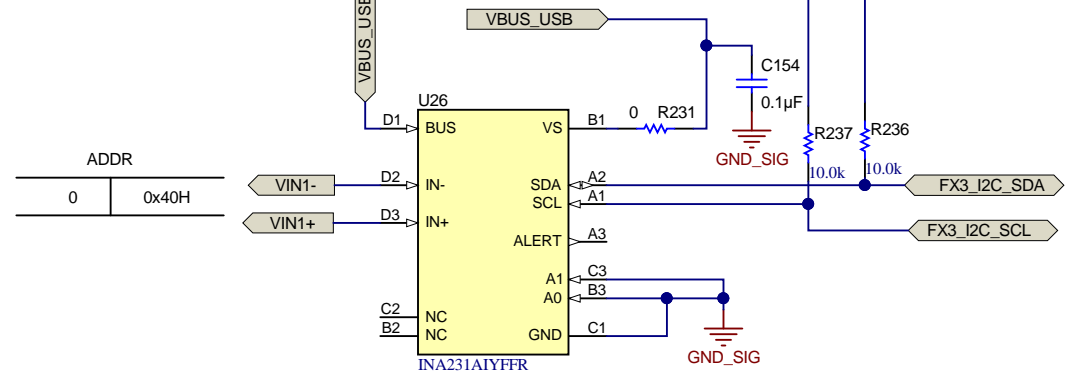 VBUS_USB
VBUS_USB
C154
0.1µF
GND_SIG
U26
D1
BUS
VS
B1
0
R231
R237
10.0k
R236
10.0k
ADDR
0
0x40H
VIN1-
D2
IN-
SDA
A2
FX3_I2C_SDA
SCL
A1
VIN1+
D3
IN+
FX3_I2C_SCL
ALERT
A3
A1
C3
A0
B3
C2
NC
B2
NC
GND
C1
GND_SIG
INA231AIYFFR